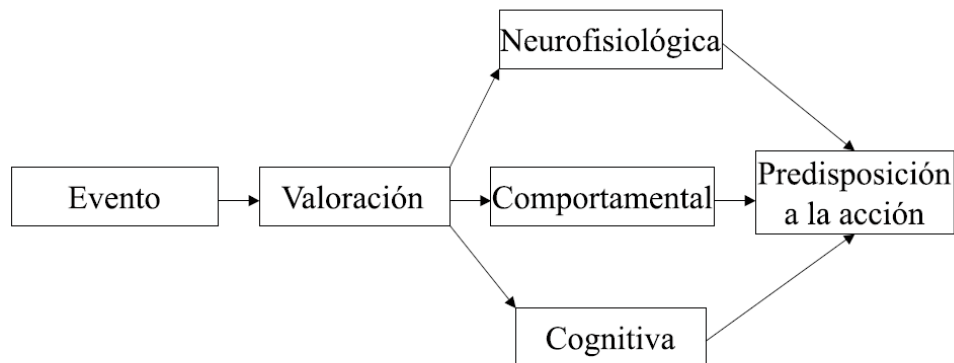 Neurofisiológica
Evento
Valoración
Comportamental
Predisposición
a la acción
Cognitiva